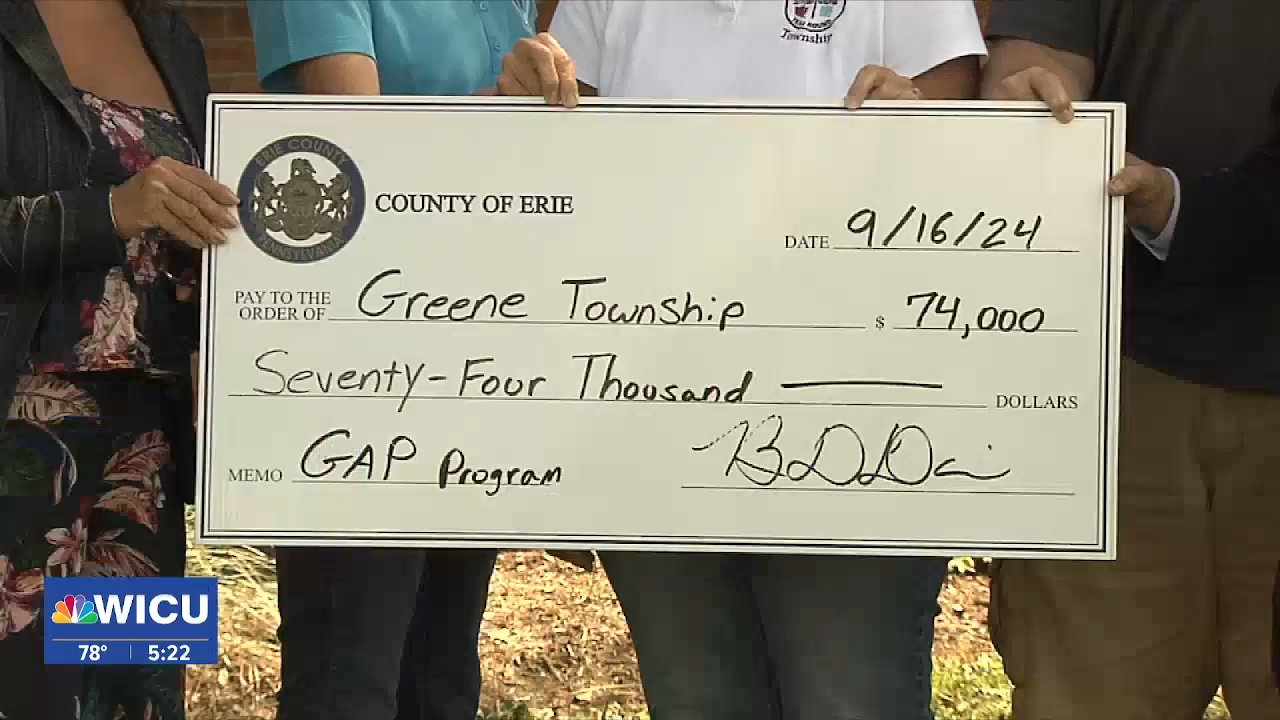 Township
ERIE COUNTY
PENNSYLVANIA
COUNTY OF ERIE
DATE 9/16/24
PAY TO THE
ORDER OF Greene Township $ 74,000
Seventy-Four Thousand DOLLARS
MEMO GAP Program
WICU
78° 5:22